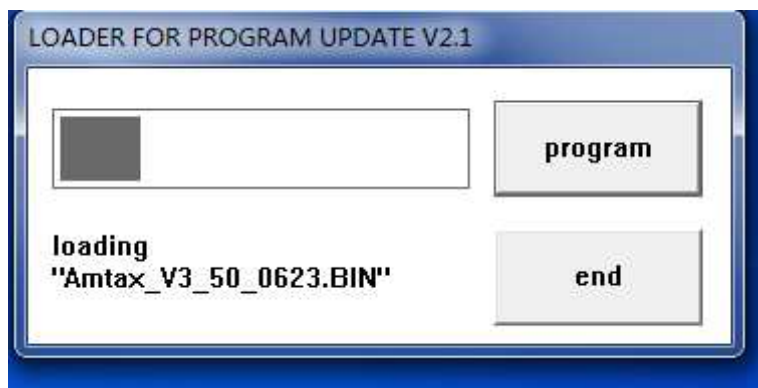 LOADER FOR PROGRAM UPDATE V2.1
program
loading
"Amtax_V3_50_0623.BIN"
end